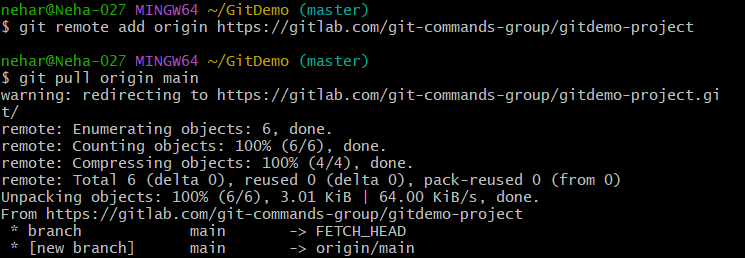 nehar@Neha-027 MINGW64 ~/GitDemo (master)
$ git remote add origin https://gitlab.com/git-commands-group/gitdemo-project
nehar@Neha-027 MINGW64 ~/GitDemo (master)
$ git pull origin main
warning: redirecting to https://gitlab.com/git-commands-group/gitdemo-project.gi
t/
remote: Enumerating objects: 6, done.
remote: Counting objects: 100% (6/6), done.
remote: Compressing objects: 100% (4/4), done.
remote: Total 6 (delta 0), reused 0 (delta 0), pack-reused 0 (from 0)
Unpacking objects: 100% (6/6), 3.01 KiB | 64.00 KiB/s, done.
From https://gitlab.com/git-commands-group/gitdemo-project
 * branch            main       -> FETCH_HEAD
 * [new branch]      main       -> origin/main